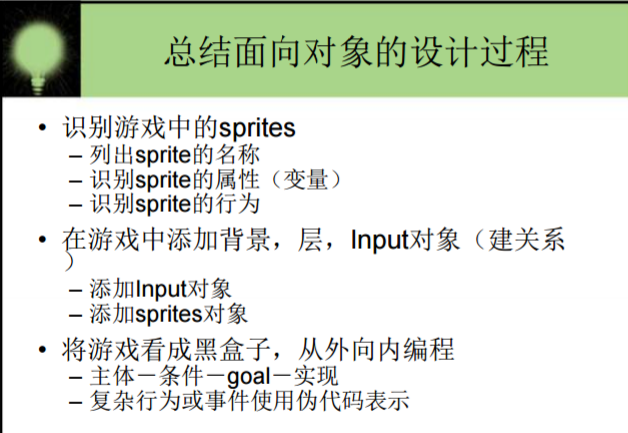 总结面向对象的设计过程
• 识别游戏中的sprites
– 列出sprite的名称
– 识别sprite的属性（变量）
– 识别sprite的行为
• 在游戏中添加背景，层，Input对象（建关系
）
– 添加Input对象
– 添加sprites对象
• 将游戏看成黑盒子，从外向内编程
– 主体－条件－goal－实现
– 复杂行为或事件使用伪代码表示